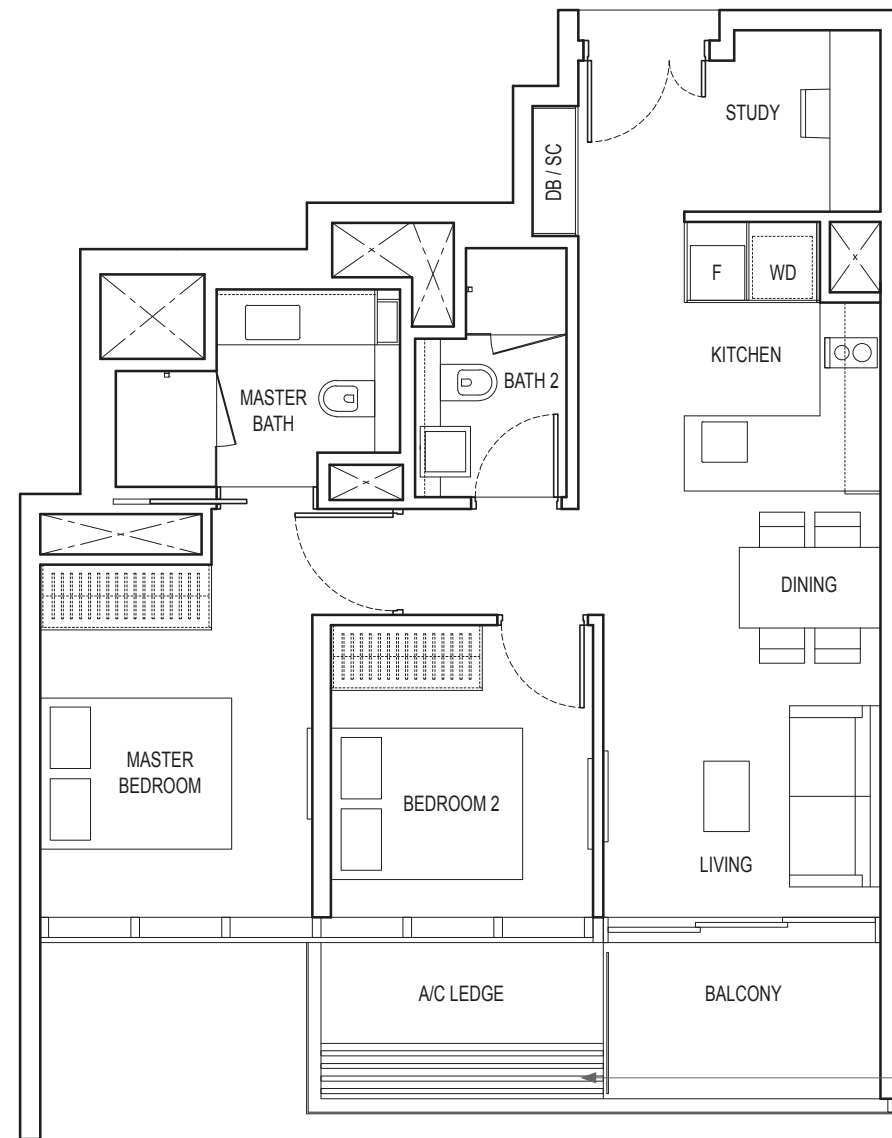 STUDY
DB / SC
F
WD
KITCHEN
BATH 2
MASTER
BATH
DINING
MASTER
BEDROOM
BEDROOM 2
LIVING
A/C LEDGE
BALCONY